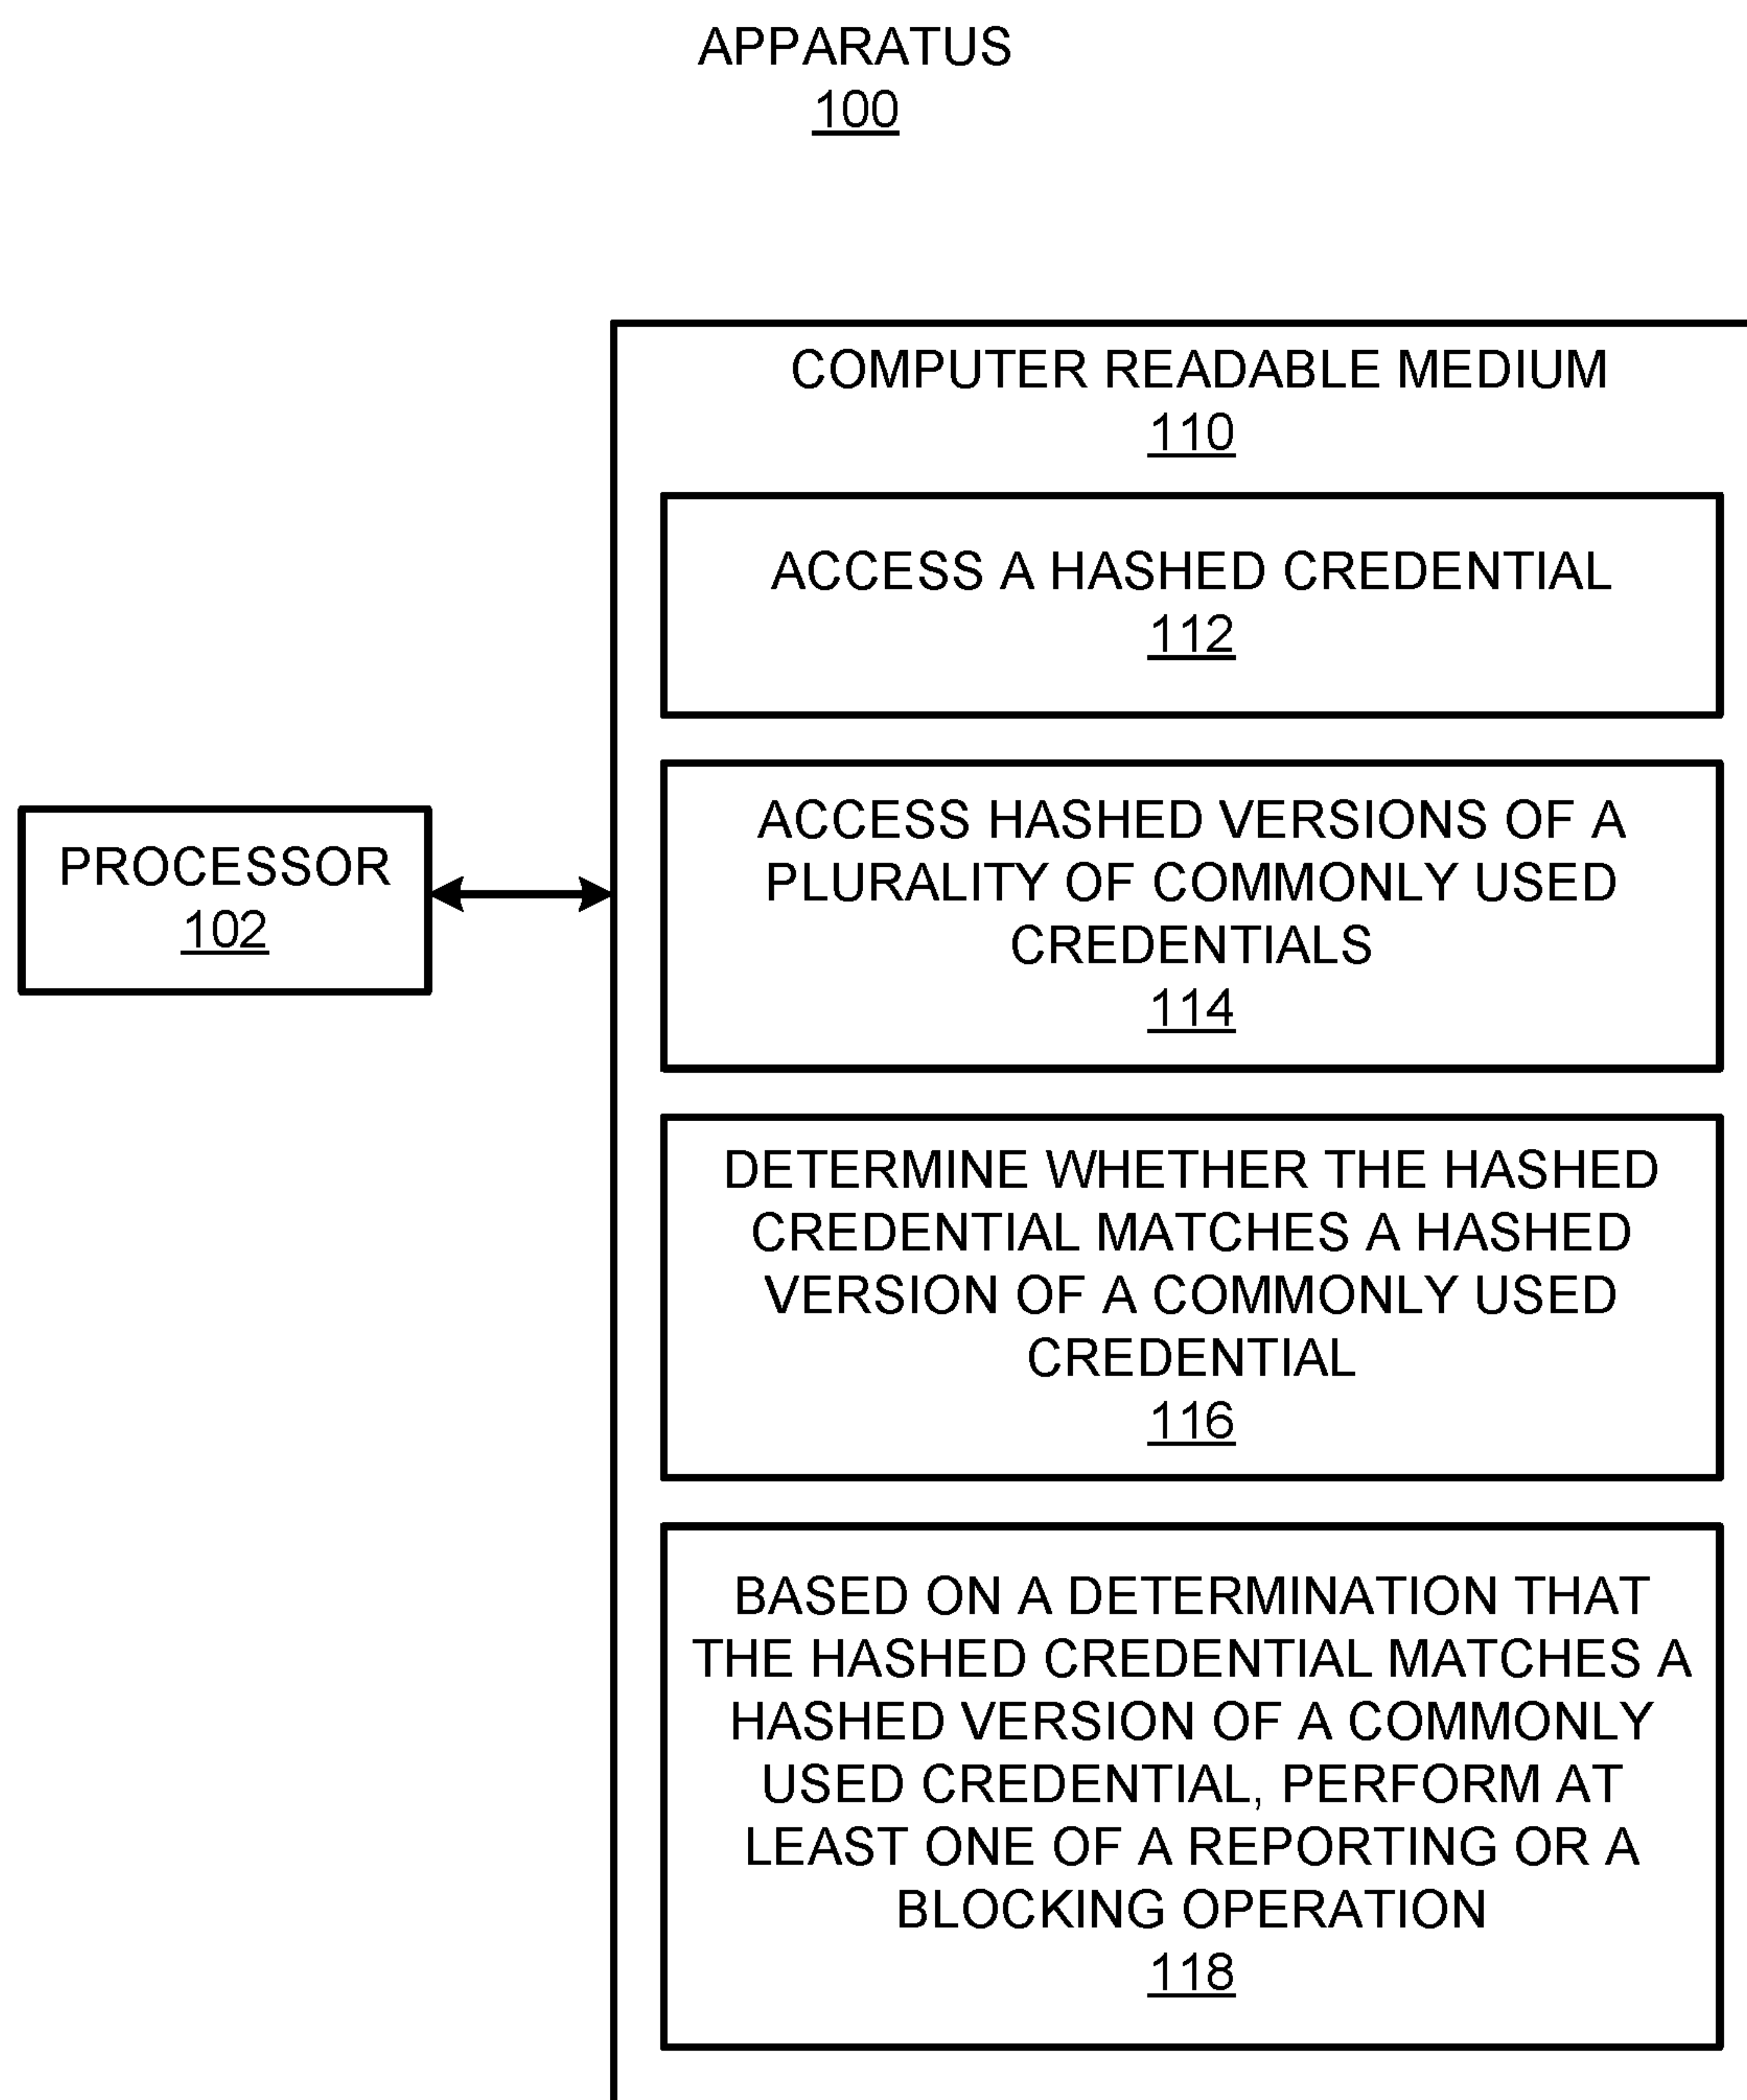 APPARATUS
100
COMPUTER READABLE MEDIUM
110
ACCESS A HASHED CREDENTIAL
112
ACCESS HASHED VERSIONS OF A
PLURALITY OF COMMONLY USED
CREDENTIALS
114
PROCESSOR
102
DETERMINE WHETHER THE HASHED
CREDENTIAL MATCHES A HASHED
VERSION OF A COMMONLY USED
CREDENTIAL
116
BASED ON A DETERMINATION THAT
THE HASHED CREDENTIAL MATCHES A
HASHED VERSION OF A COMMONLY
USED CREDENTIAL, PERFORM AT
LEAST ONE OF A REPORTING OR A
BLOCKING OPERATION
118